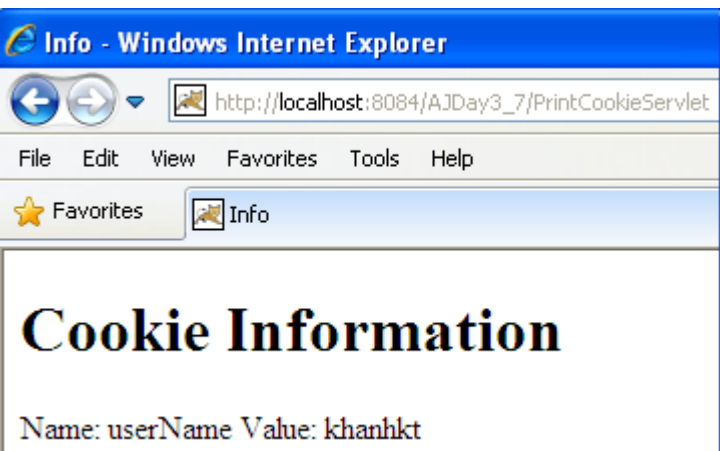 Info - Windows Internet Explorer
http://localhost:8084/AJDay3_7/PrintCookieServlet
File Edit View Favorites Tools Help
Favorites Info
Cookie Information
Name: userName Value: khanhkt